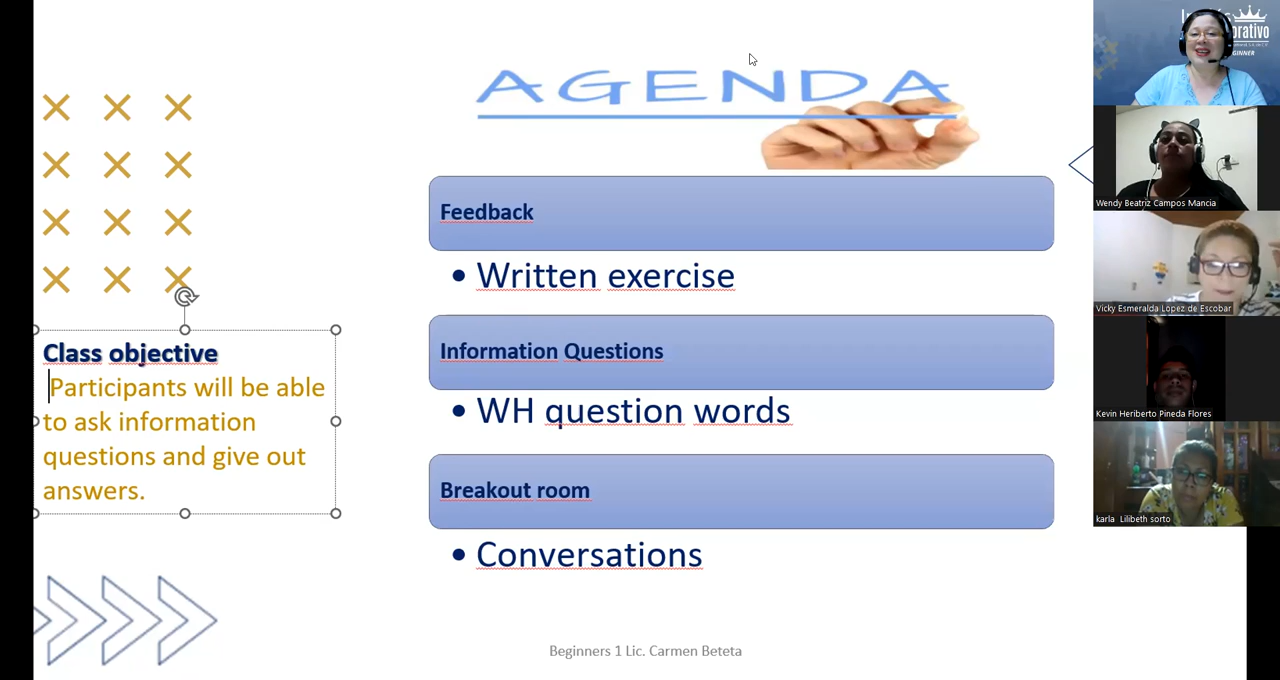 AGENDA
Class objective
Participants will be able
to ask information
questions and give out
answers.
Feedback
• Written exercise
Information Questions
• WH question words
Breakout room
• Conversations
Beginners 1 Lic. Carmen Beteta
Wendy Beatriz Campos Mancia
Vicky Esmeralda Lopez de Escobar
Kevin Heriberto Pineda Flores
karla Lilibeth sorto